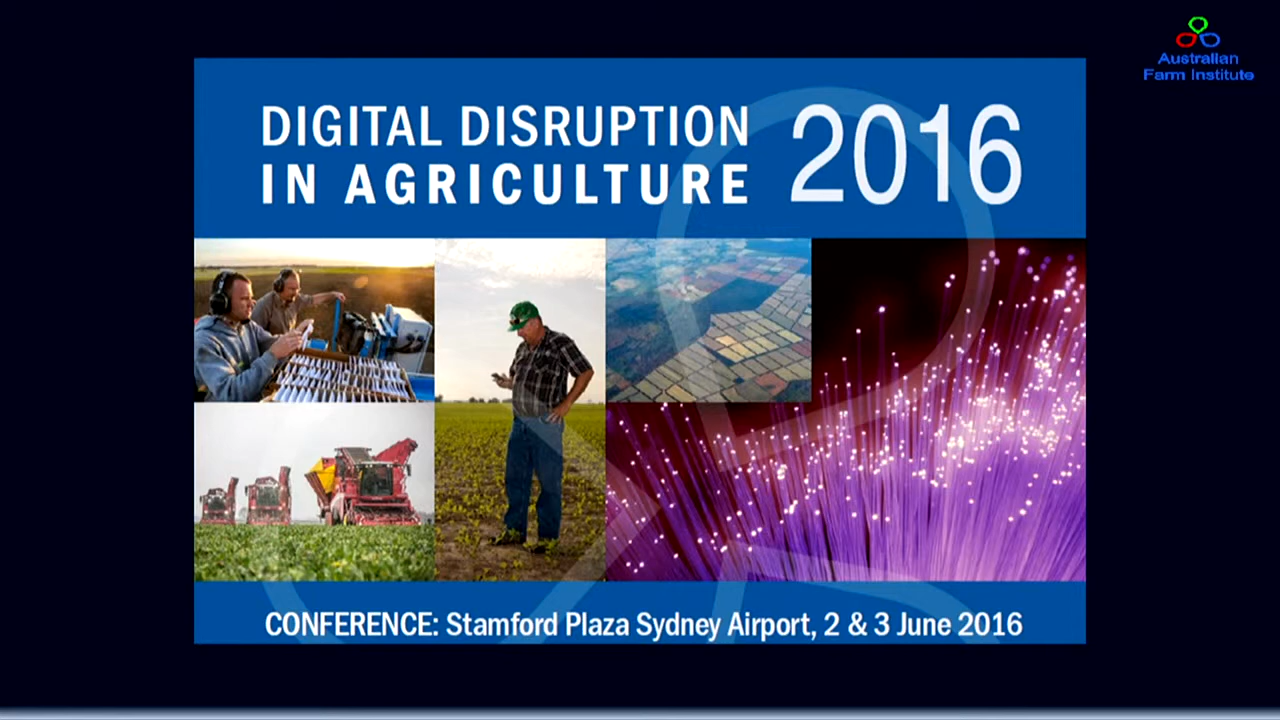 Australian
Farm Institute
DIGITAL DISRUPTION
IN AGRICULTURE 2016
CONFERENCE: Stamford Plaza Sydney Airport, 2 & 3 June 2016